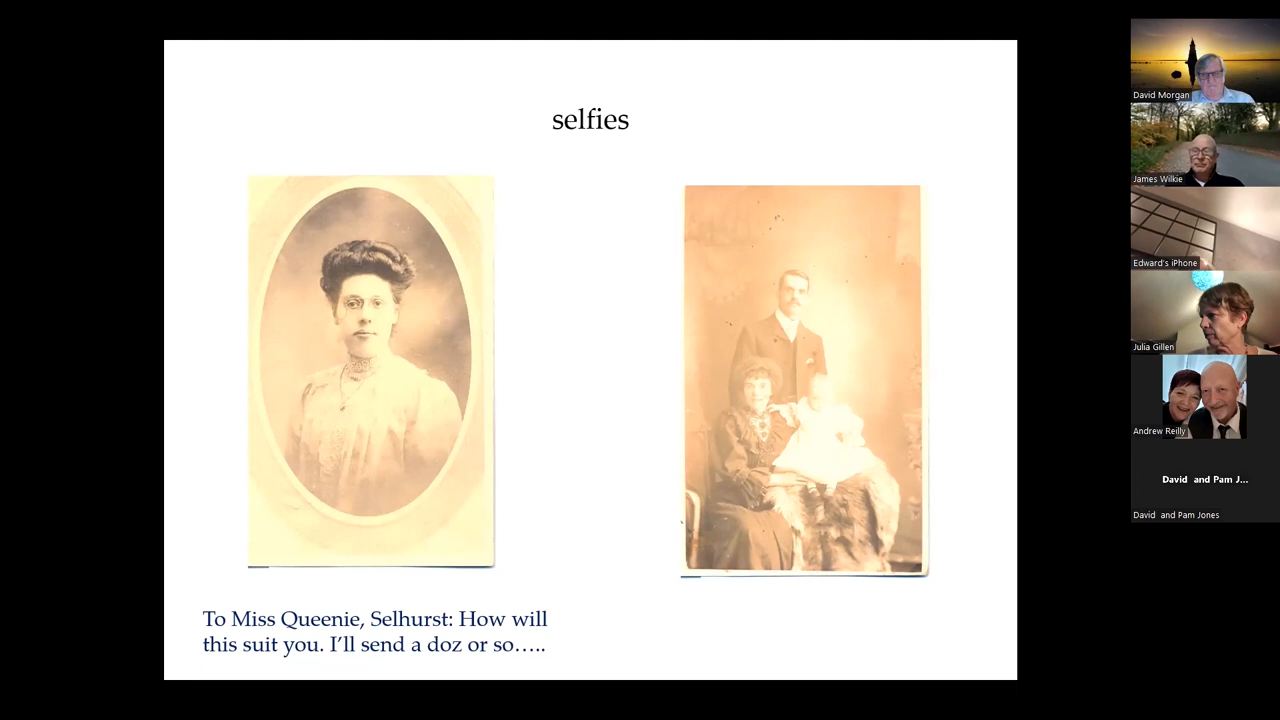 selfies
To Miss Queenie, Selhurst: How will
this suit you. I’ll send a doz or so…..
David Morgan
James Wilkie
Edward's iPhone
Julia Gillen
Andrew Reilly
David and Pam J...
David and Pam Jones